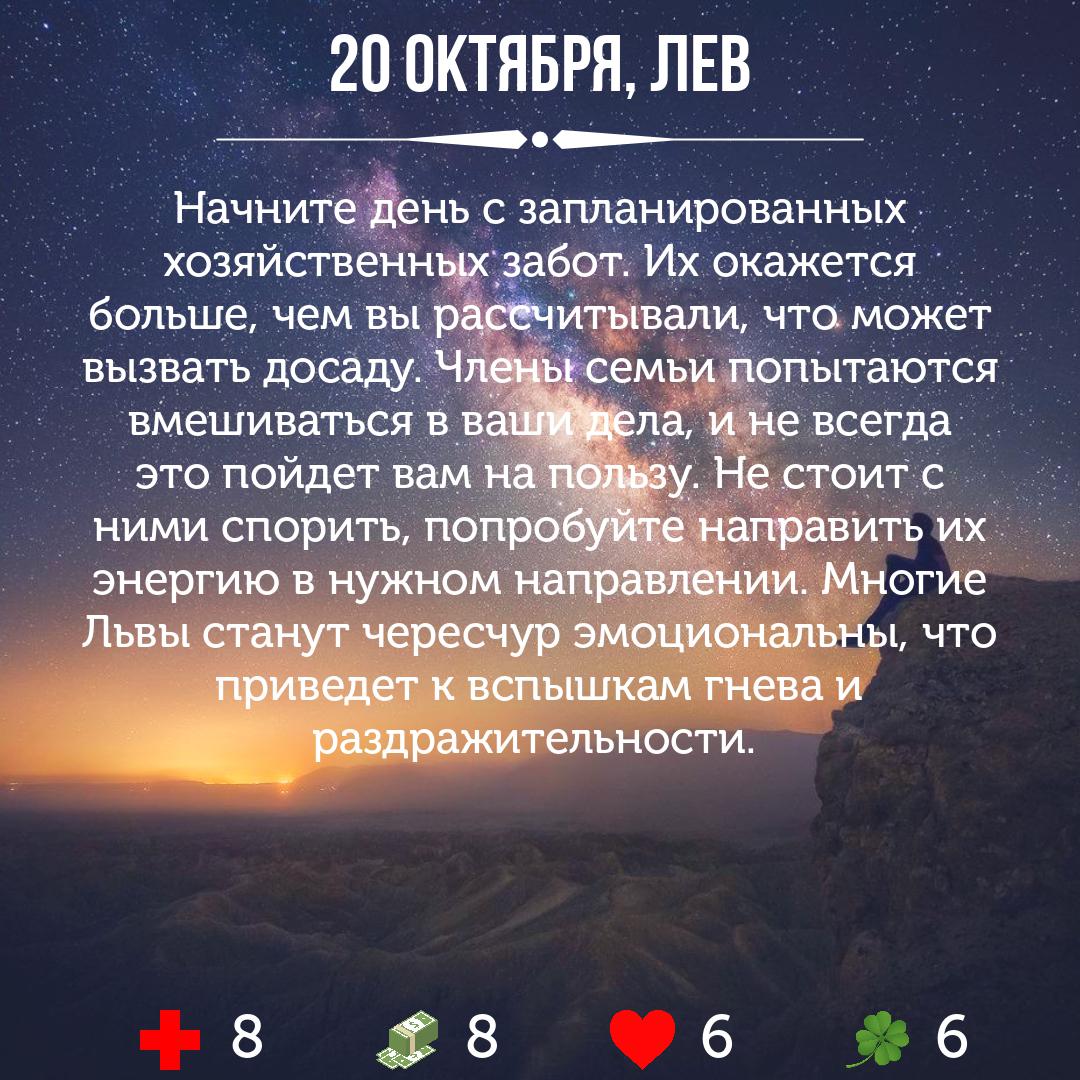 20 ОКТЯБРЯ, ЛЕВ
Начните день с запланированных
хозяйственных забот. Их окажется
больше, чем вы рассчитывали, что может
вызвать досаду. Члены семьи попытаются
вмешиваться в ваши дела, и не всегда
это пойдет вам на пользу. Не стоит с
ними спорить, попробуйте направить их
энергию в нужном направлении. Многие
Львы станут чересчур эмоциональны, что
приведет к вспышкам гнева и
раздражительности.
8 8 6 6